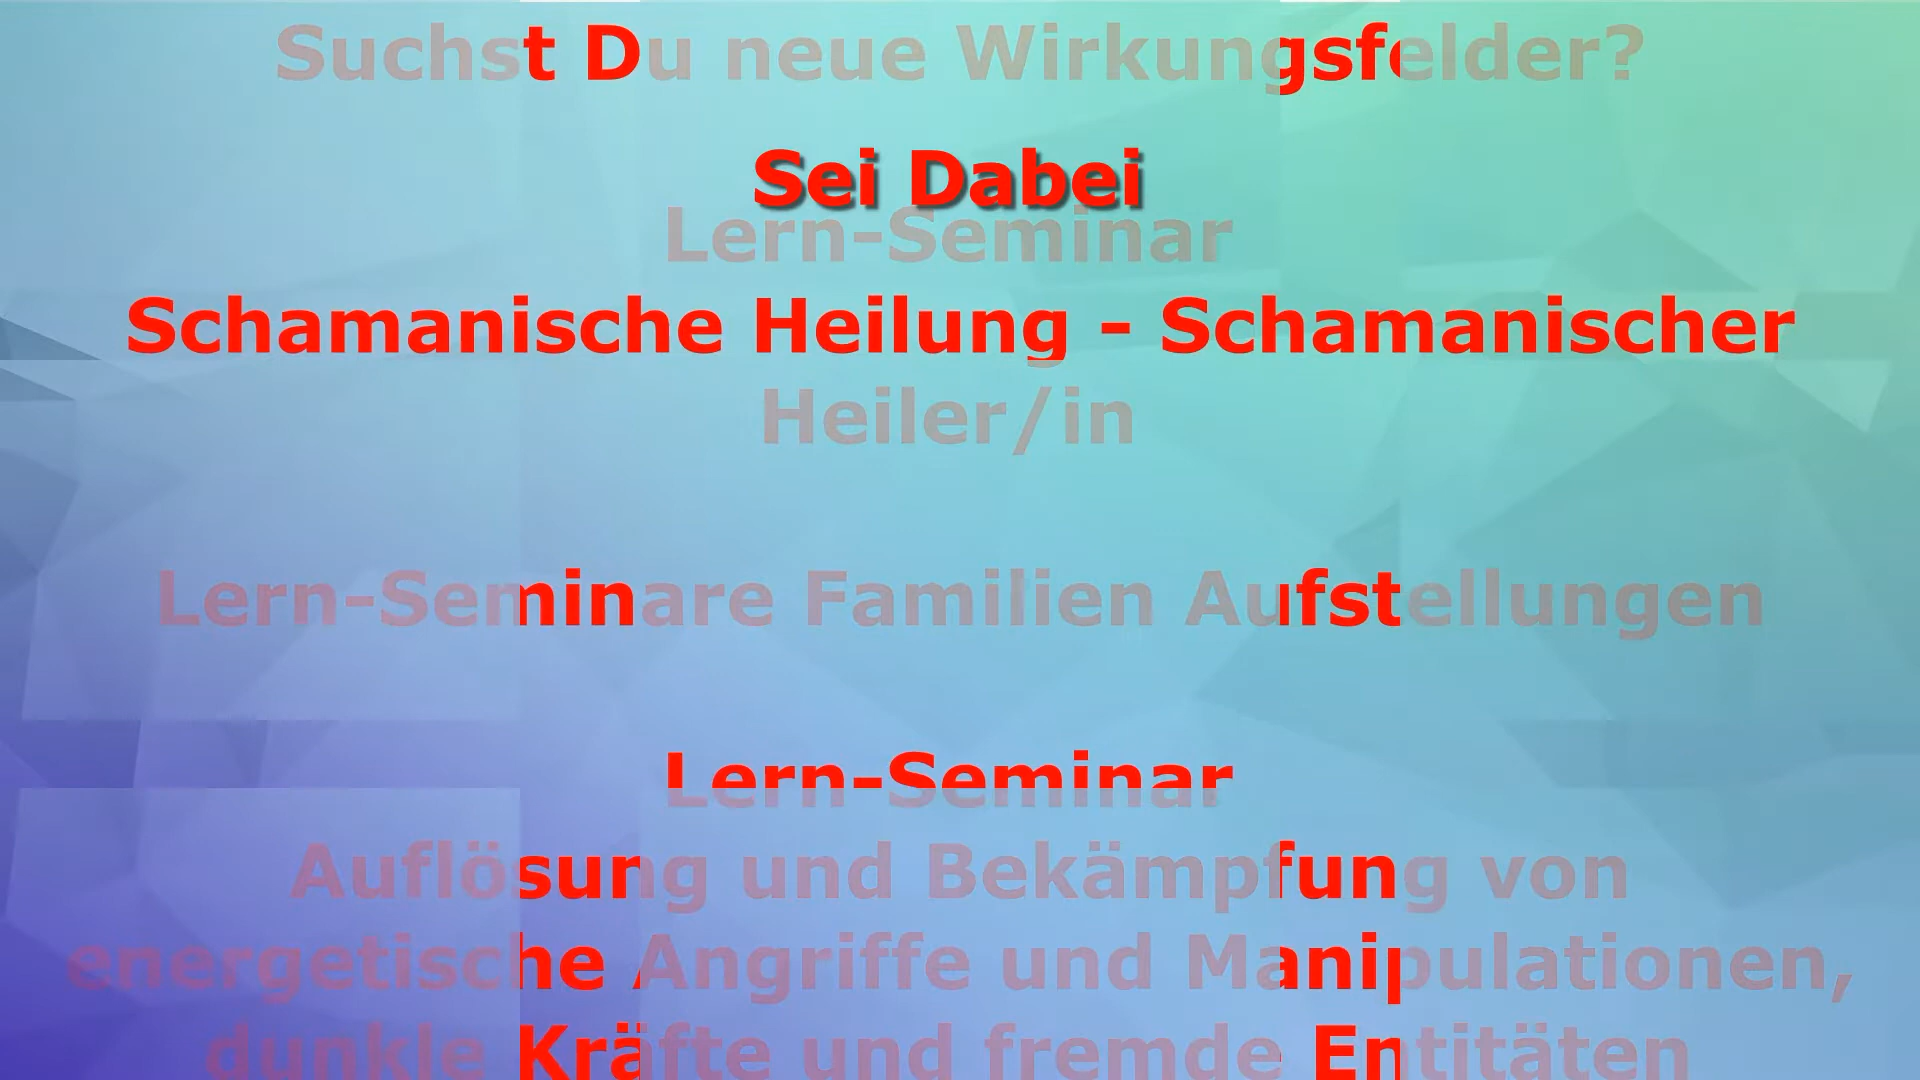 Suchst Du neue Wirkungsfelder?
Sei Dabei
Lern-Seminar
Schamanische Heilung - Schamanischer
Heiler/in
Lern-Seminare Familien Aufstellungen
Lern-Seminar
Auflösung und Bekämpfung von
energetische Angriffe und Manipulationen,
dunkle Kräfte und fremde Entitäten